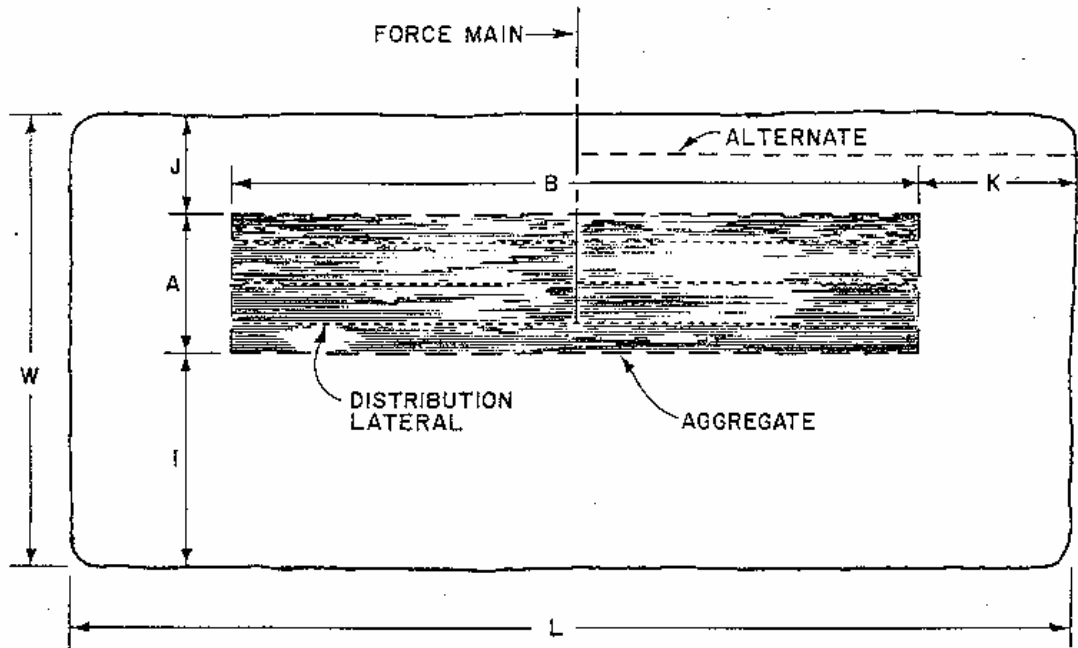 FORCE MAIN
ALTERNATE
J
B
K
A
W
DISTRIBUTION
LATERAL
AGGREGATE
I
L